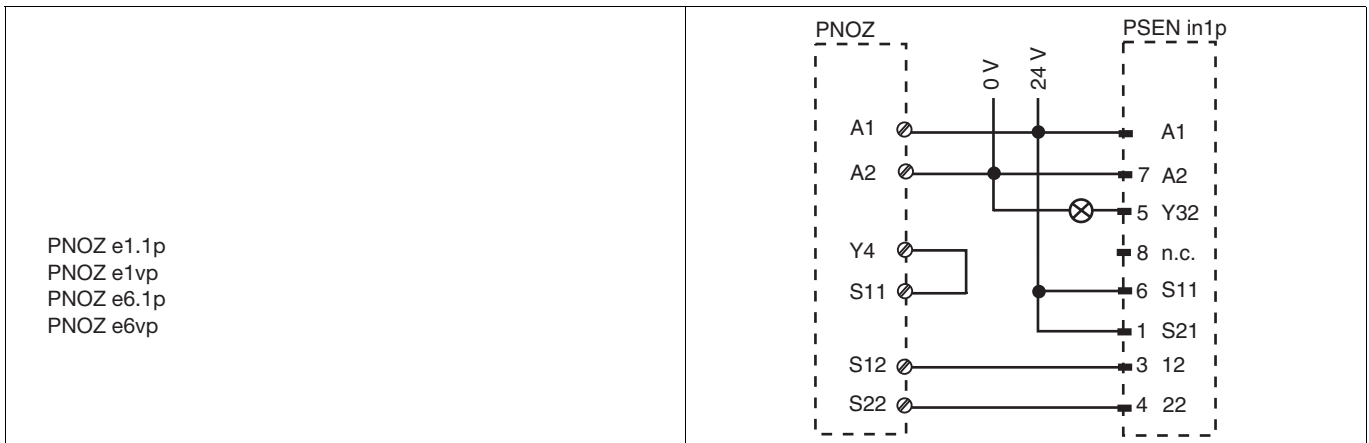 PNOZ e1.1p
PNOZ e1vp
PNOZ e6.1p
PNOZ e6vp
PNOZ
PSEN in1p
0 V
24 V
A1
A1
A2
7 A2
5 Y32
Y4
8 n.c.
S11
6 S11
1 S21
S12
3 12
S22
4 22